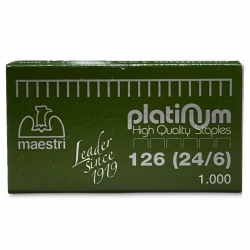 maestri
Leader
since
1919
platinum
High Quality Staples
126 (24/6)
1.000